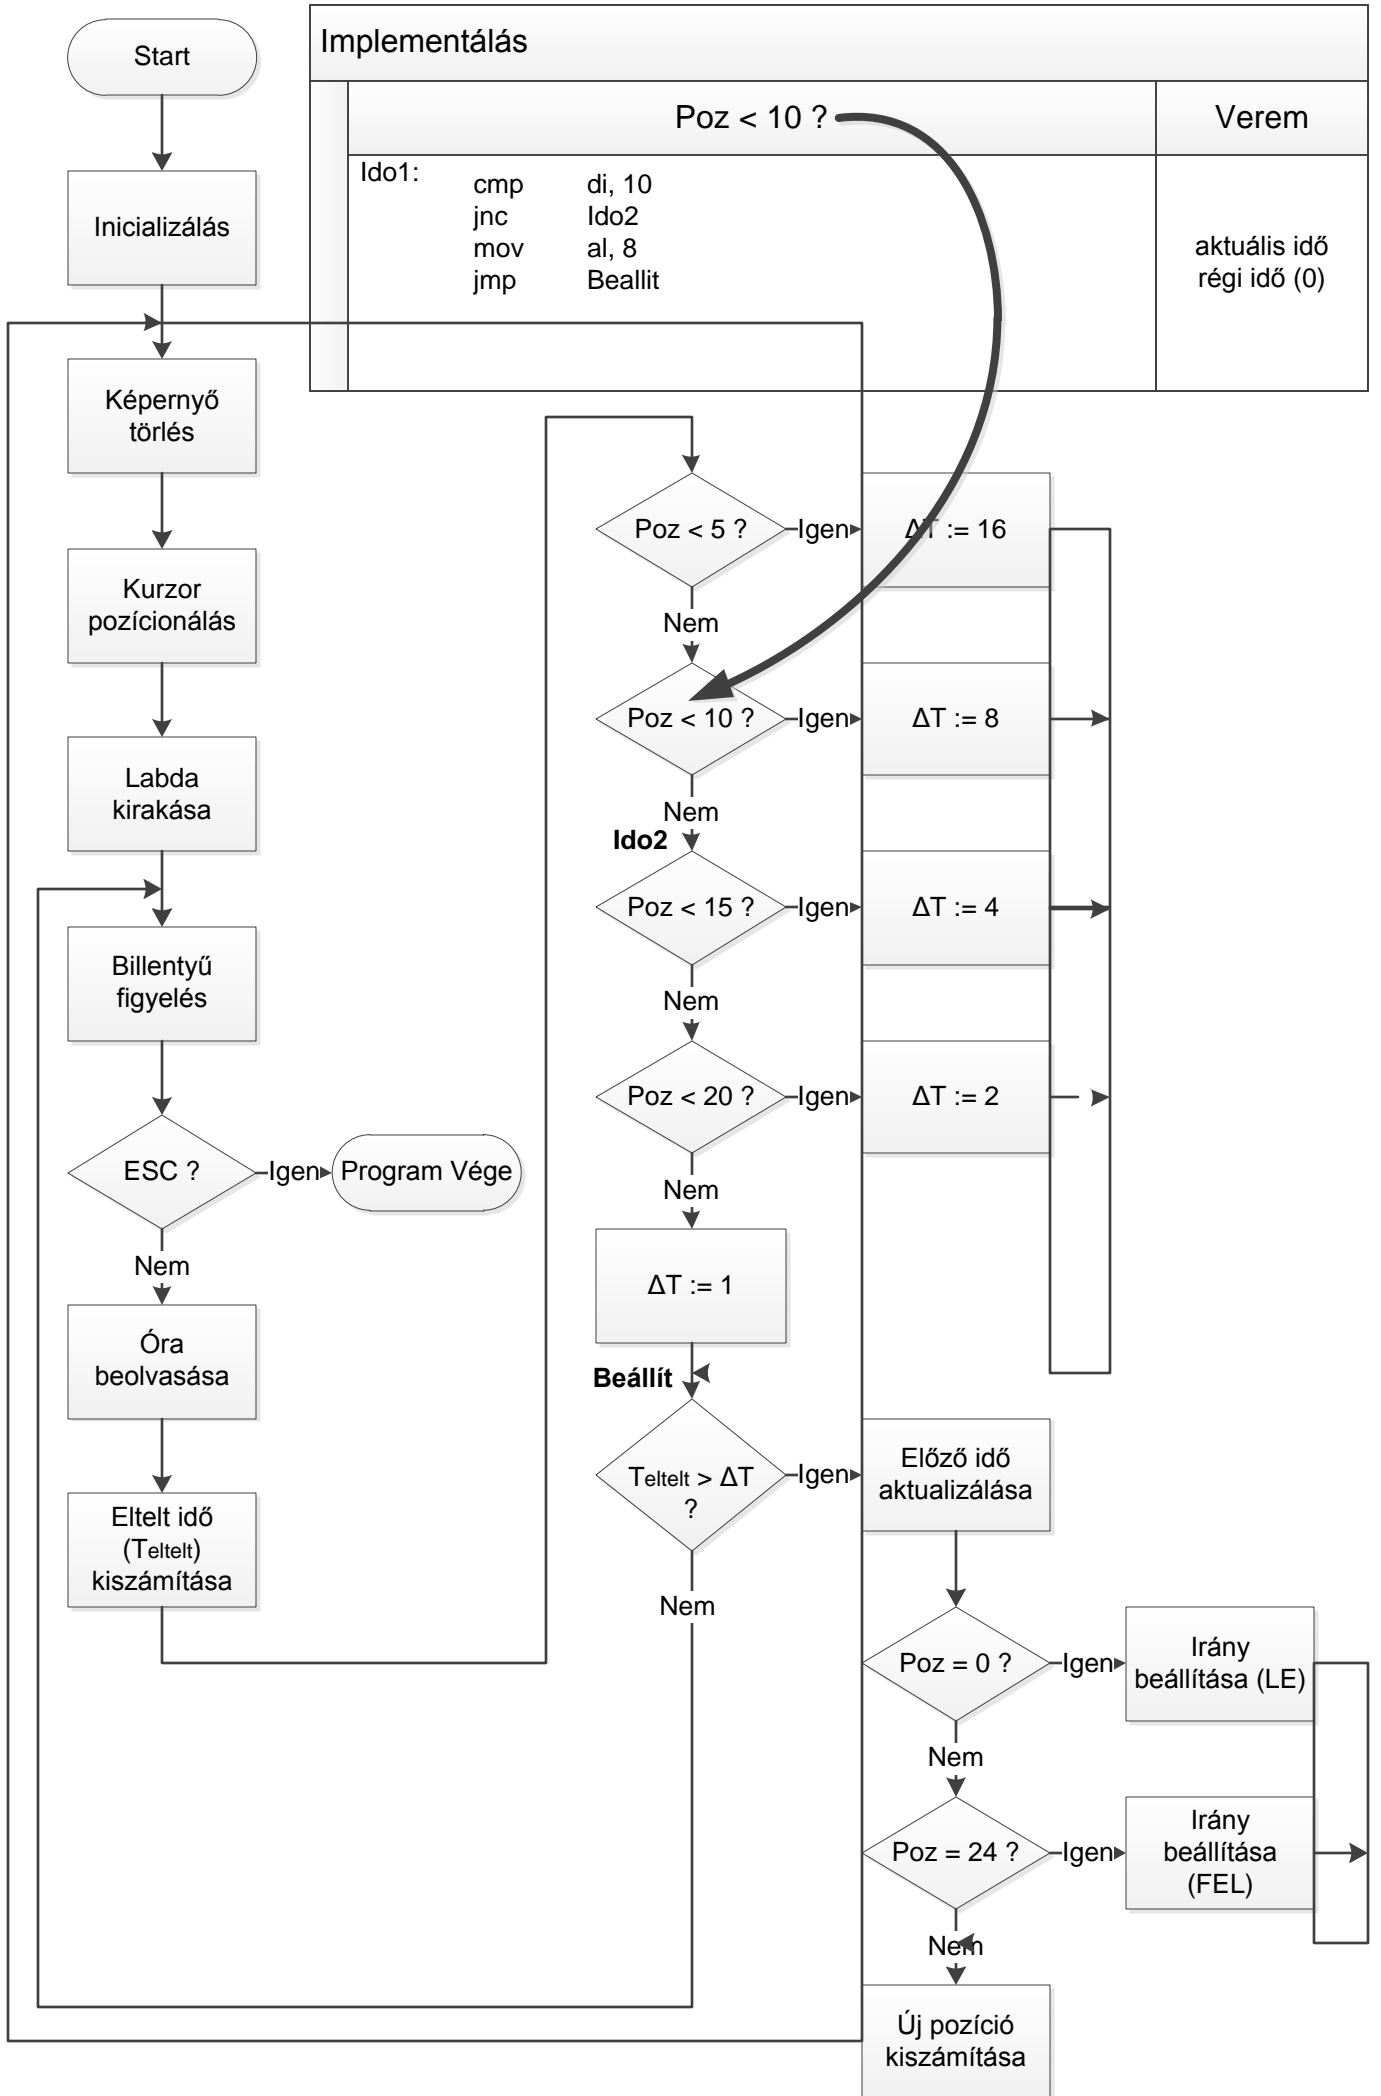 Start
Implementálás
Poz < 10 ?
Verem
Ido1:
cmp di, 10
jnc Ido2
mov al, 8
jmp Beallit
aktuális idő
régi idő (0)
Inicializálás
Képernyő
törlés
Kurzor
pozícionálás
Labda
kirakása
Billentyű
figyelés
ESC ?
Igen
Program Vége
Nem
Óra
beolvasása
Eltelt idő
(Teltelt)
kiszámítása
Poz < 5 ?
Igen
ΔT := 16
Nem
Poz < 10 ?
Igen
ΔT := 8
Nem
Ido2
Poz < 15 ?
Igen
ΔT := 4
Nem
Poz < 20 ?
Igen
ΔT := 2
Nem
ΔT := 1
Beállít
Teltelt > ΔT
?
Igen
Nem
Előző idő
aktualizálása
Poz = 0 ?
Igen
Irány
beállítása (LE)
Nem
Poz = 24 ?
Igen
Irány
beállítása
(FEL)
Nem
Új pozíció
kiszámítása